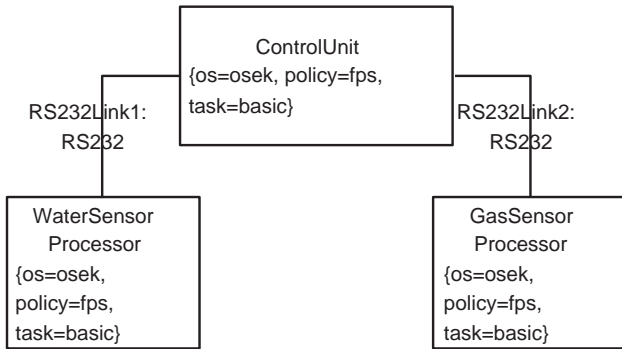 ControlUnit
{os=osek, policy=fps,
task=basic}
RS232Link1:
RS232
RS232Link2:
RS232
WaterSensor
Processor
{os=osek,
policy=fps,
task=basic}
GasSensor
Processor
{os=osek,
policy=fps,
task=basic}